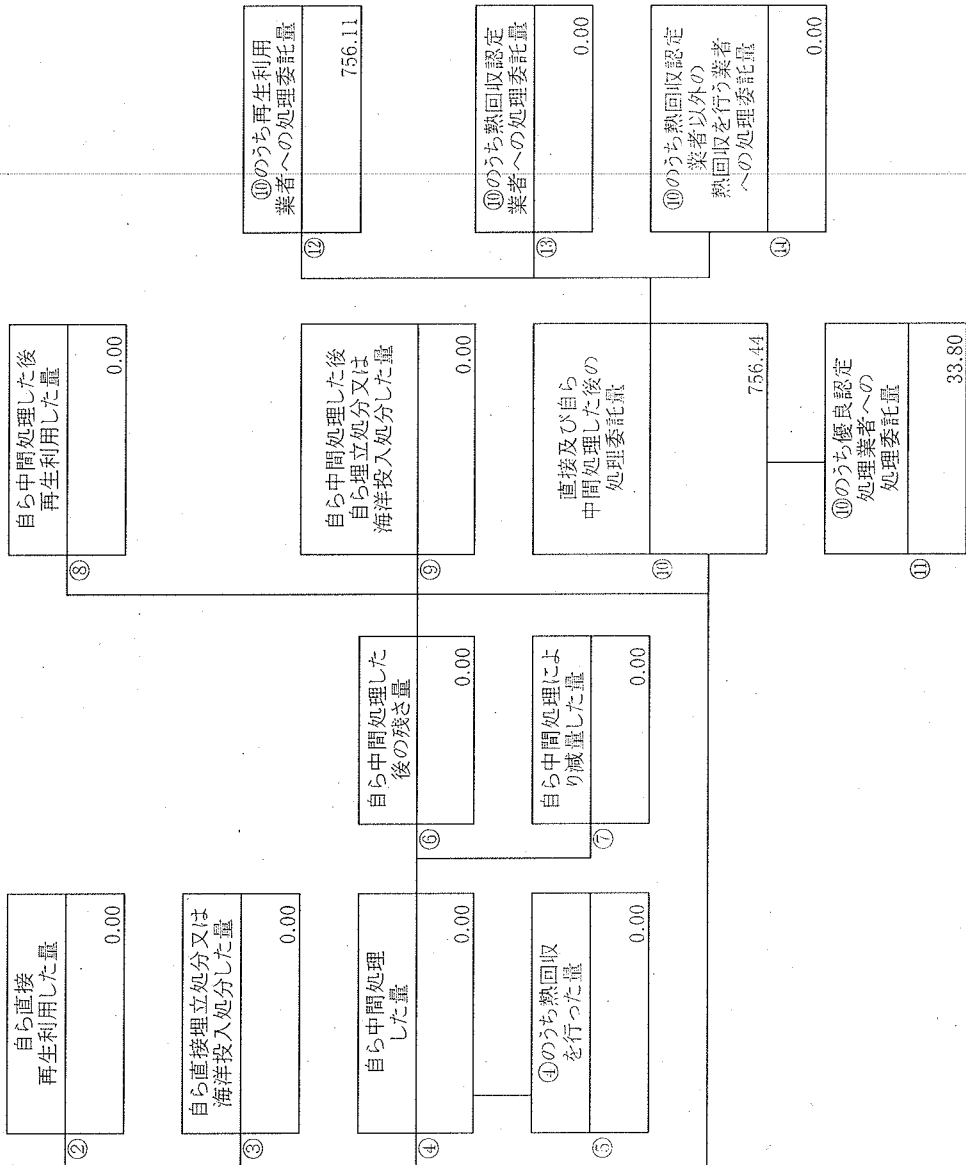 ②
自ら直接
再生利用した量
0.00
③
自ら直接埋立処分又は
海洋投入処分した量
0.00
④
自ら中間処理
した量
0.00
⑤
④のうち熱回収
を行った量
0.00
⑥
自ら中間処理した
後の残さ量
0.00
⑦
自ら中間処理によ
り減量した量
0.00
⑧
自ら中間処理した後
再生利用した量
0.00
⑨
自ら中間処理した後
自ら埋立処分又は
海洋投入処分した量
0.00
⑩
直接及び自ら
中間処理した後の
処理委託量
756.44
⑪
⑩のうち優良認定
処理業者への
処理委託量
33.80
⑫
⑩のうち再生利用
業者への処理委託量
756.11
⑬
⑩のうち熱回収認定
業者への処理委託量
0.00
⑭
⑩のうち熱回収認定
業者以外の
熱回収を行う業者
への処理委託量
0.00